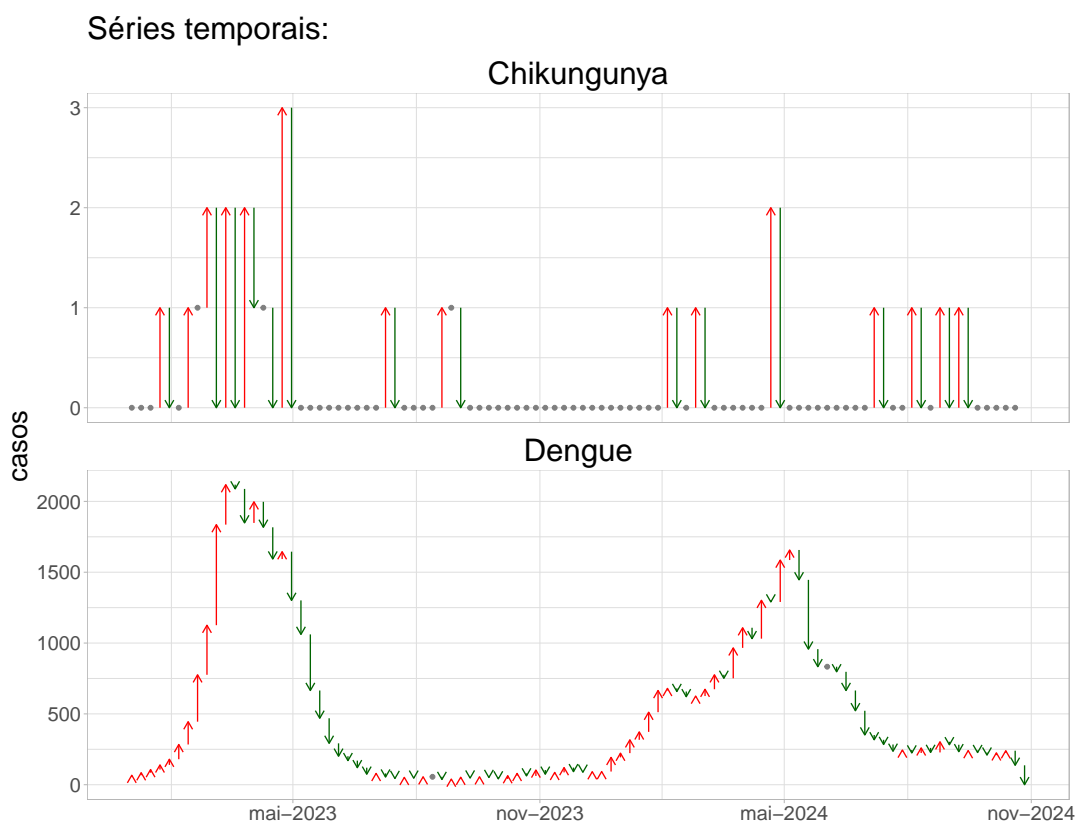 Séries temporais:
Chikungunya
3
2
1
0
casos
Dengue
2000
1500
1000
500
0
mai−2023
nov−2023
mai−2024
nov−2024